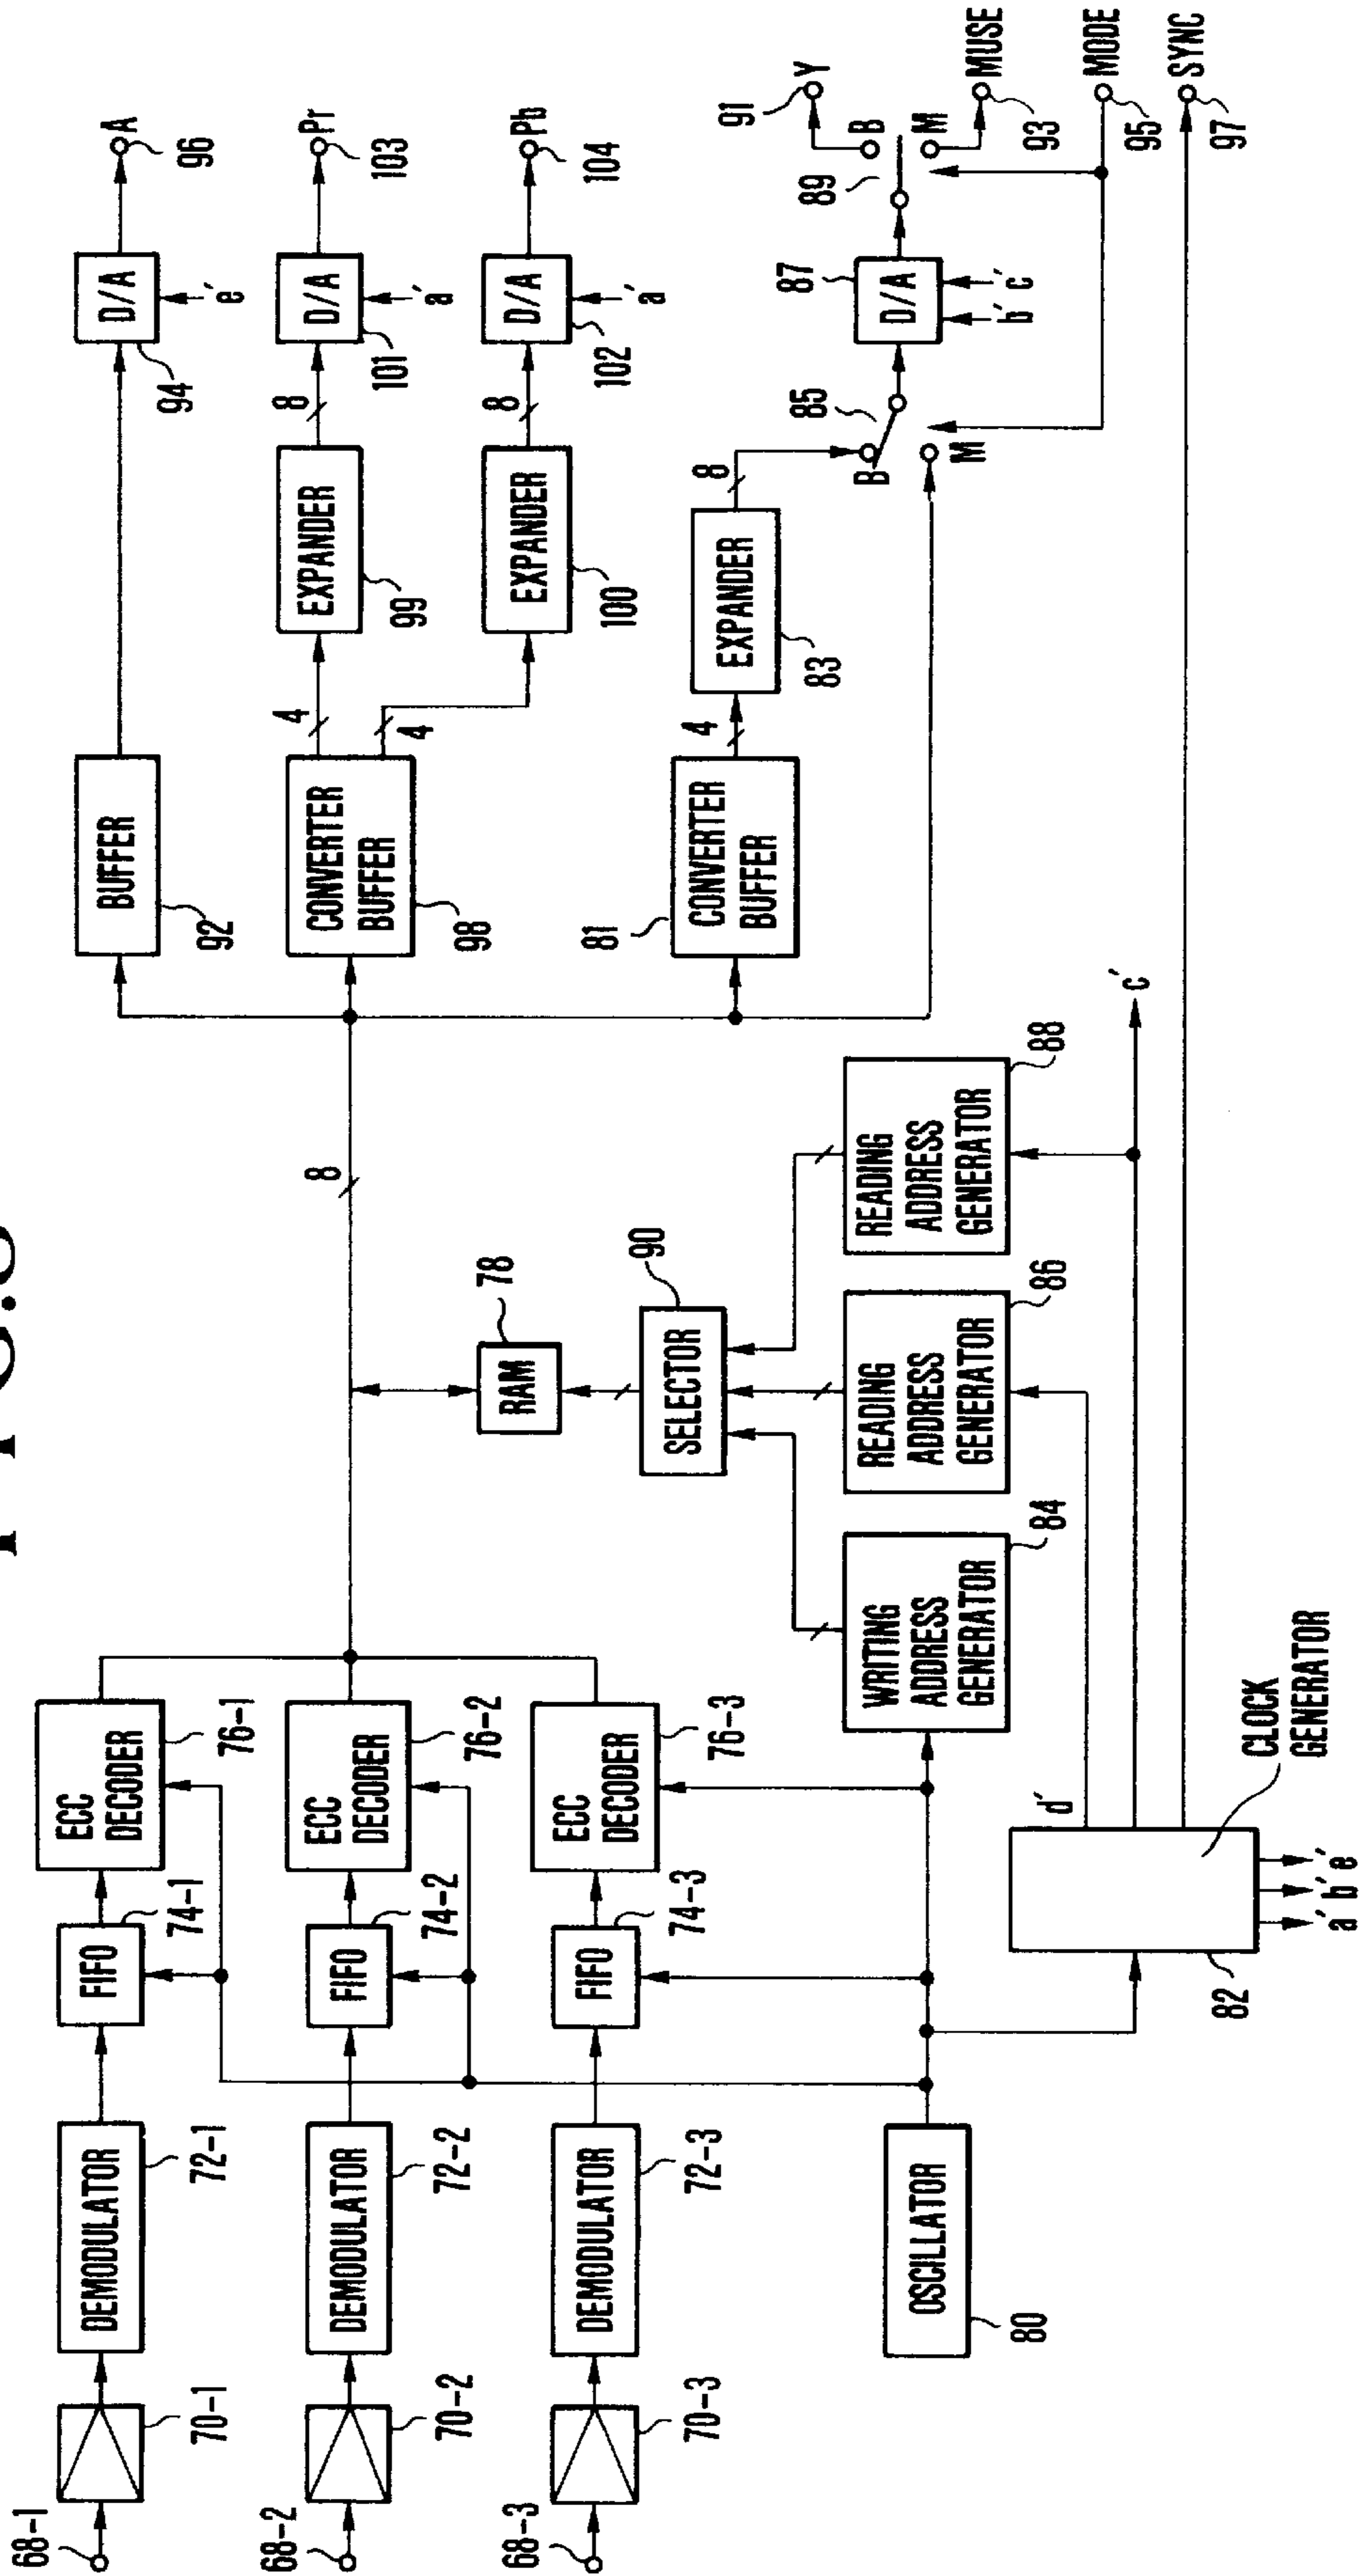 68-1
70-1
DEMODULATOR
72-1
FIFO
74-1
ECC
DECODER
76-1
68-2
70-2
DEMODULATOR
72-2
FIFO
74-2
ECC
DECODER
76-2
68-3
70-3
DEMODULATOR
72-3
FIFO
74-3
ECC
DECODER
76-3
8
RAM
78
SELECTOR
90
WRITING
ADDRESS
GENERATOR
84
READING
ADDRESS
GENERATOR
86
READING
ADDRESS
GENERATOR
88
OSCILLATOR
80
82
CLOCK
GENERATOR
a' b' e'
d'
c'
BUFFER
92
D/A
94
e'
A
96
CONVERTER
BUFFER
98
4
4
EXPANDER
99
8
D/A
101
a'
Pr
103
EXPANDER
100
8
D/A
102
a'
Pb
104
CONVERTER
BUFFER
81
4
EXPANDER
83
8
B
M
85
D/A
87
b' c'
89
B
M
Y
91
MUSE
93
MODE
95
SYNC
97